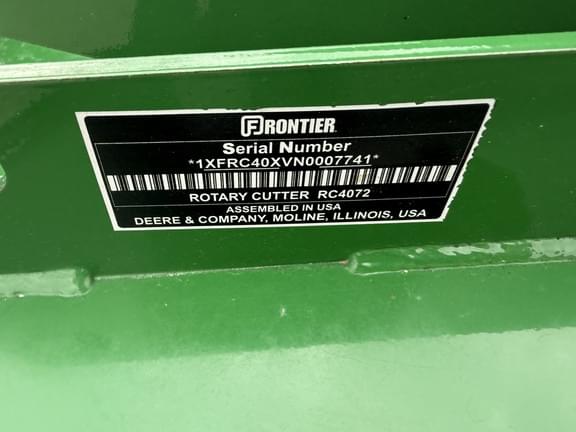 FRONTIER
Serial Number
*1XFRC40XVN0007741*
ROTARY CUTTER RC4072
ASSEMBLED IN USA
DEERE & COMPANY, MOLINE, ILLINOIS, USA